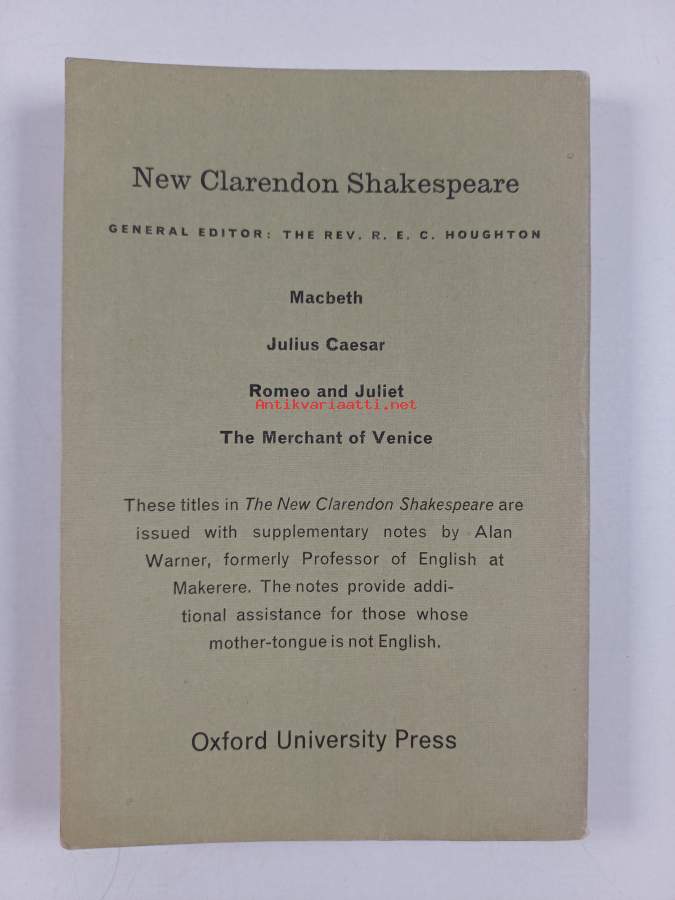 New Clarendon Shakespeare
GENERAL EDITOR: THE REV. R. E. C. HOUGHTON
Macbeth
Julius Caesar
Romeo and Juliet
Antikvariaatti.net
The Merchant of Venice
These titles in The New Clarendon Shakespeare are
issued with supplementary notes by Alan
Warner, formerly Professor of English at
Makerere. The notes provide addi-
tional assistance for those whose
mother-tongue is not English.
Oxford University Press